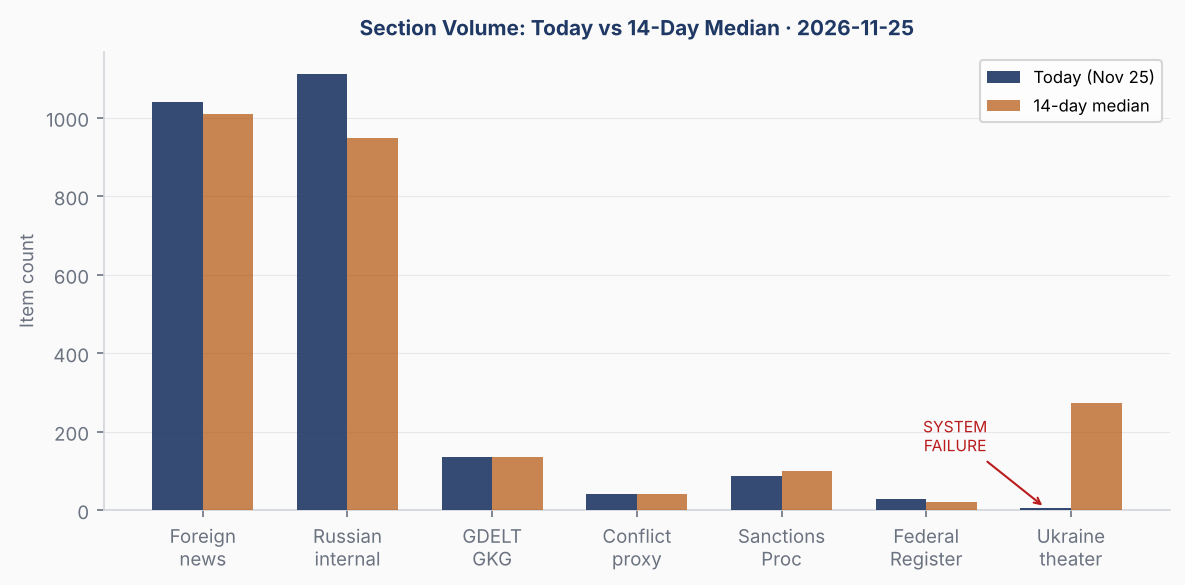 Section Volume: Today vs 14-Day Median · 2026-11-25
Today (Nov 25)
14-day median
Item count
1000
800
600
400
200
0
SYSTEM
FAILURE
Foreign
news
Russian
internal
GDELT
GKG
Conflict
proxy
Sanctions
Proc
Federal
Register
Ukraine
theater